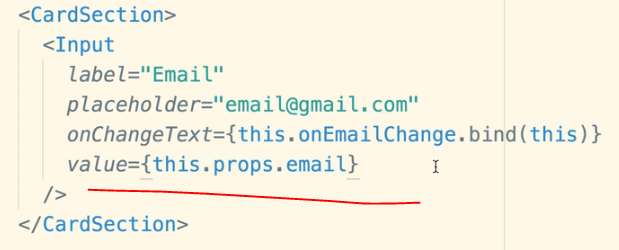 <CardSection>
<Input
label="Email"
placeholder="email@gmail.com"
onChangeText={this.onEmailChange.bind(this)}
value={this.props.email}
/>
</CardSection>